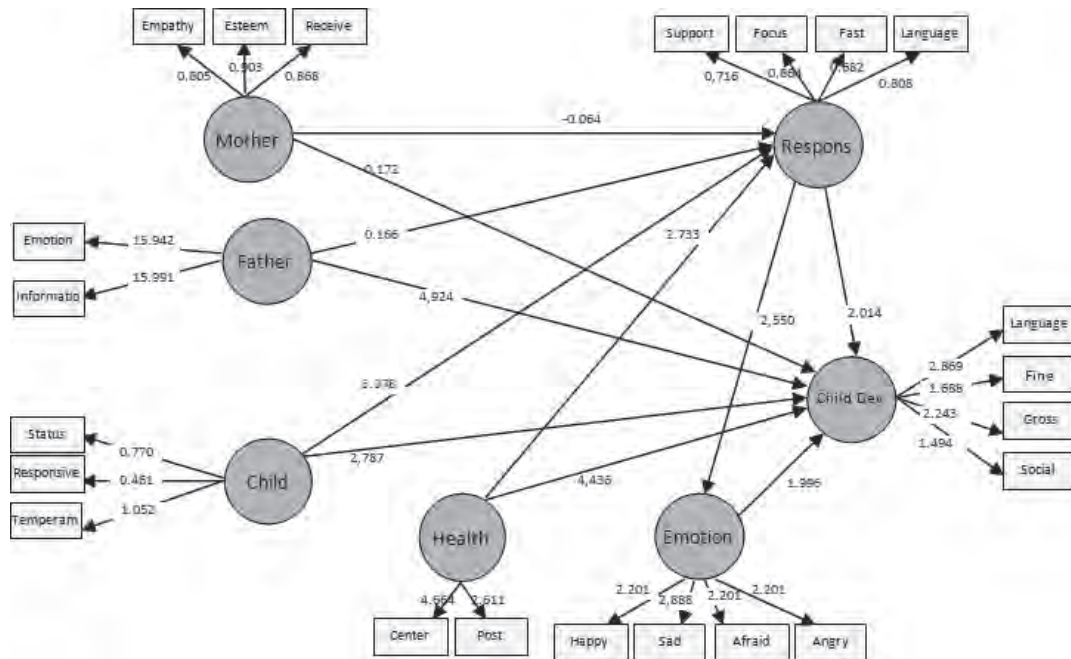 Empathy
Esteem
Receive
Support
Focus
Fast
Language
0.805
0.903
0.868
0,716
0.682
0.808
Mother
-0.064
Respons
0.172
Emotion
15.942
Father
0.166
2.733
Informatio
15.991
4,924
2,550
2.014
Language
2.869
Child Dev
1.688
Fine
2.243
Gross
1.494
Social
Status
0.770
2,787
Responsive
0.481
Child
4,436
Temperam
1.052
Health
Emotion
4.664
2.611
2.201
2,888
2.201
2.201
Center
Post
Happy
Sad
Afraid
Angry